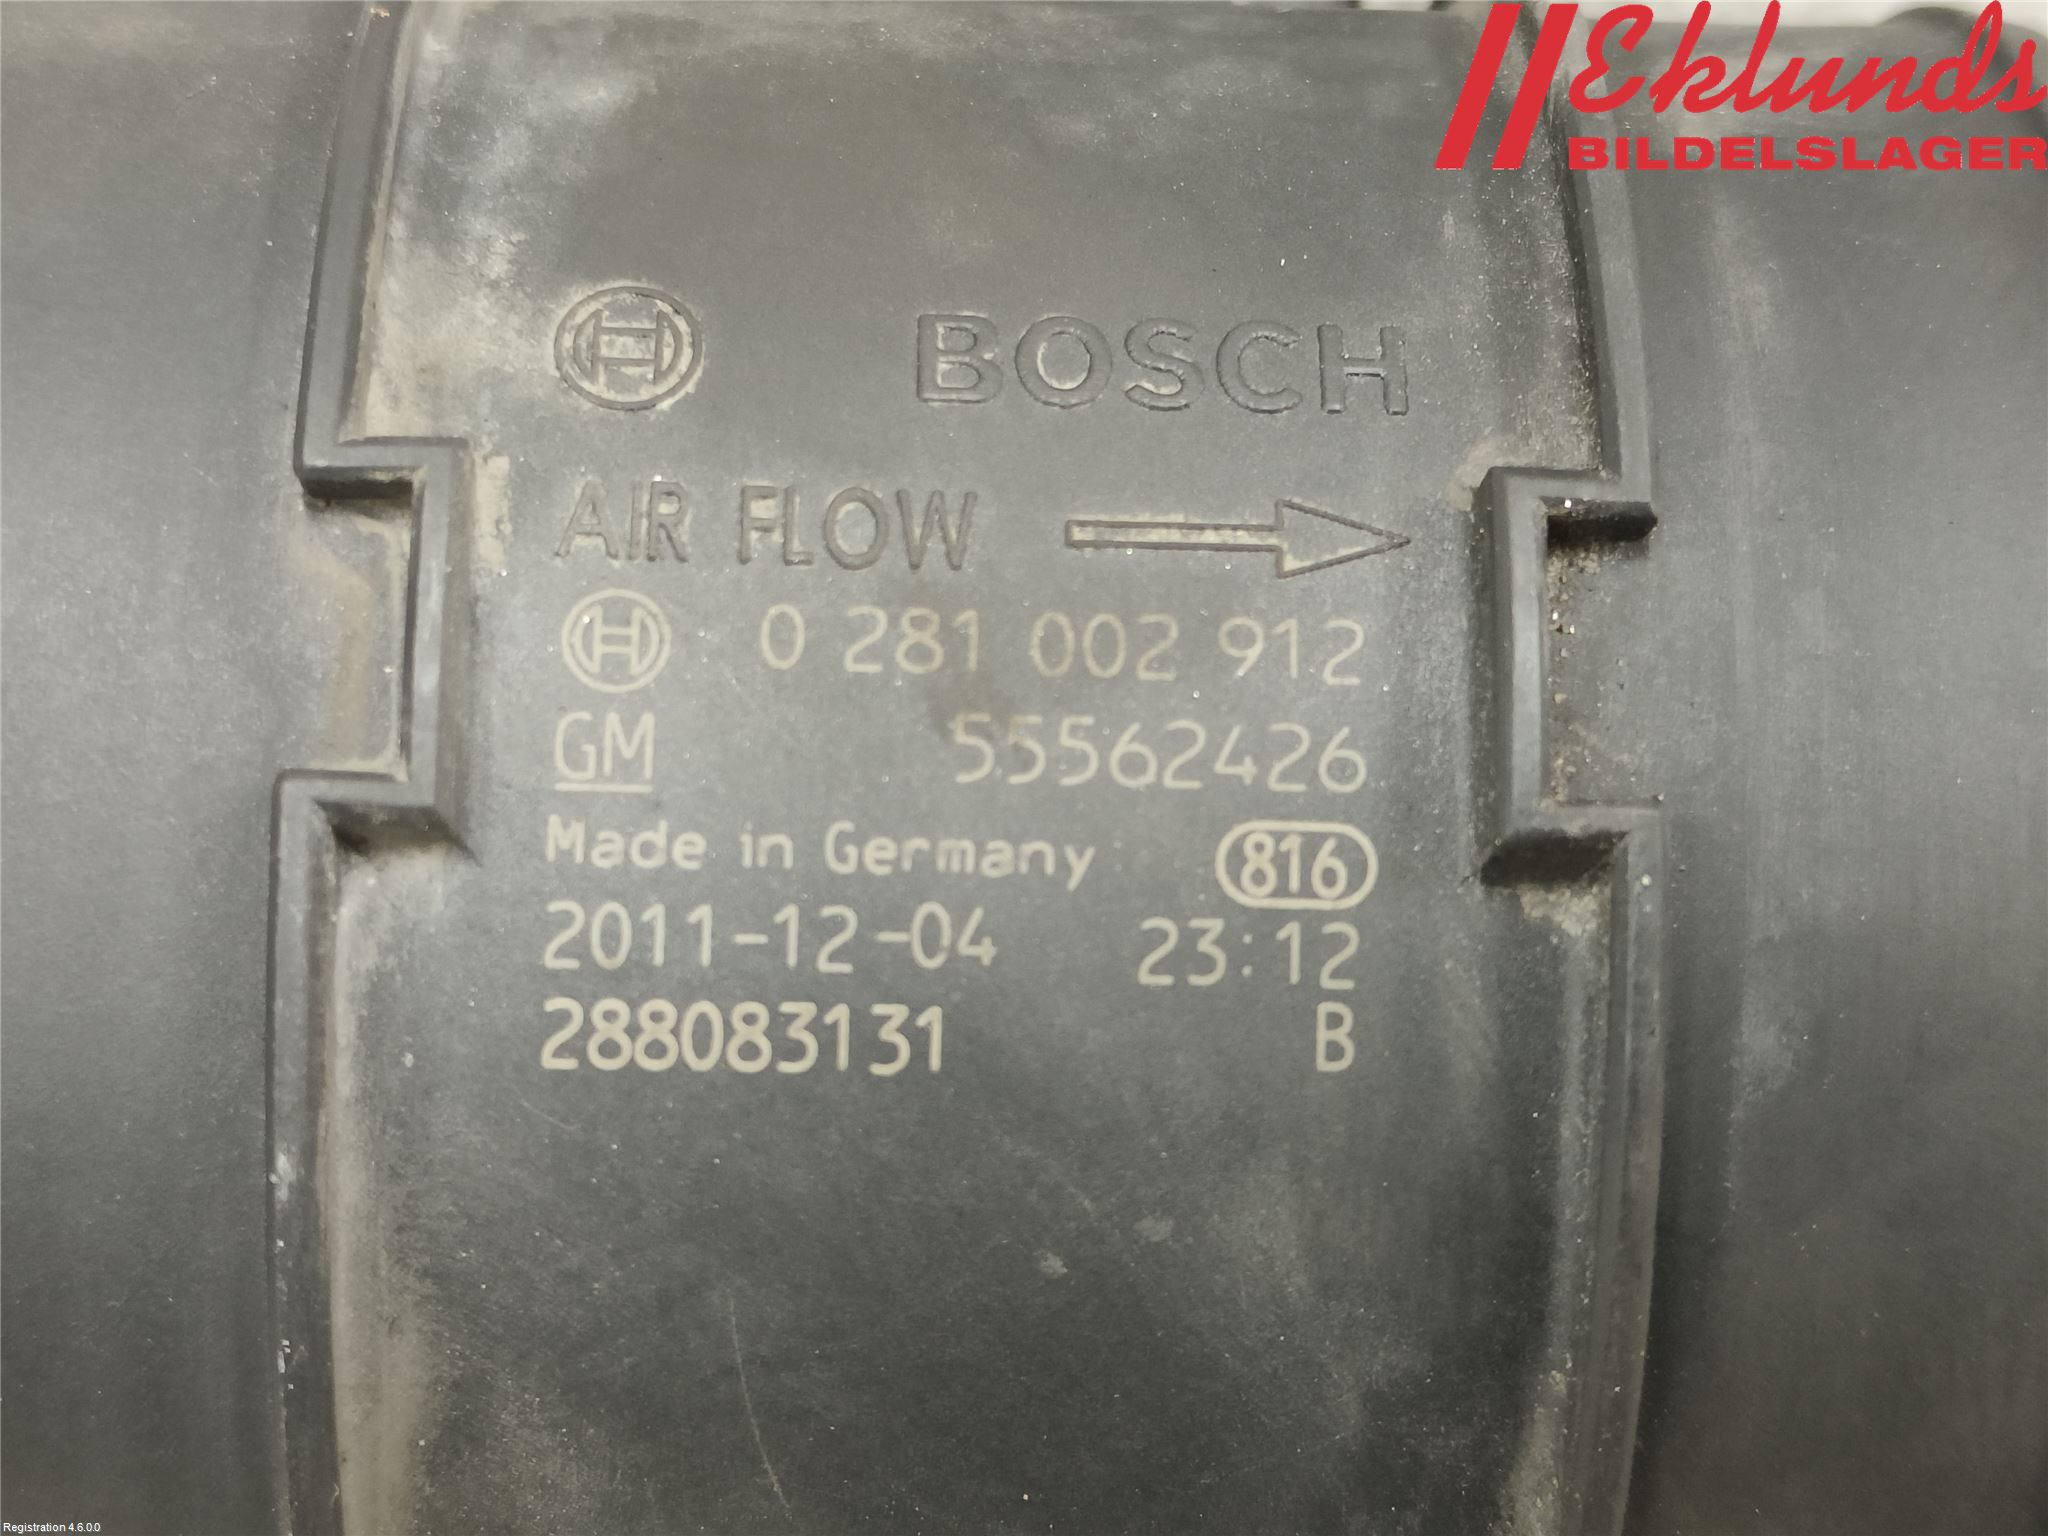 Eklunds
BILDELSLAGER
BOSCH
AIR FLOW
0 281 002 912
GM 55562426
Made in Germany 816
2011-12-04 23:12
288083131 B
Registration 4.6.0.0